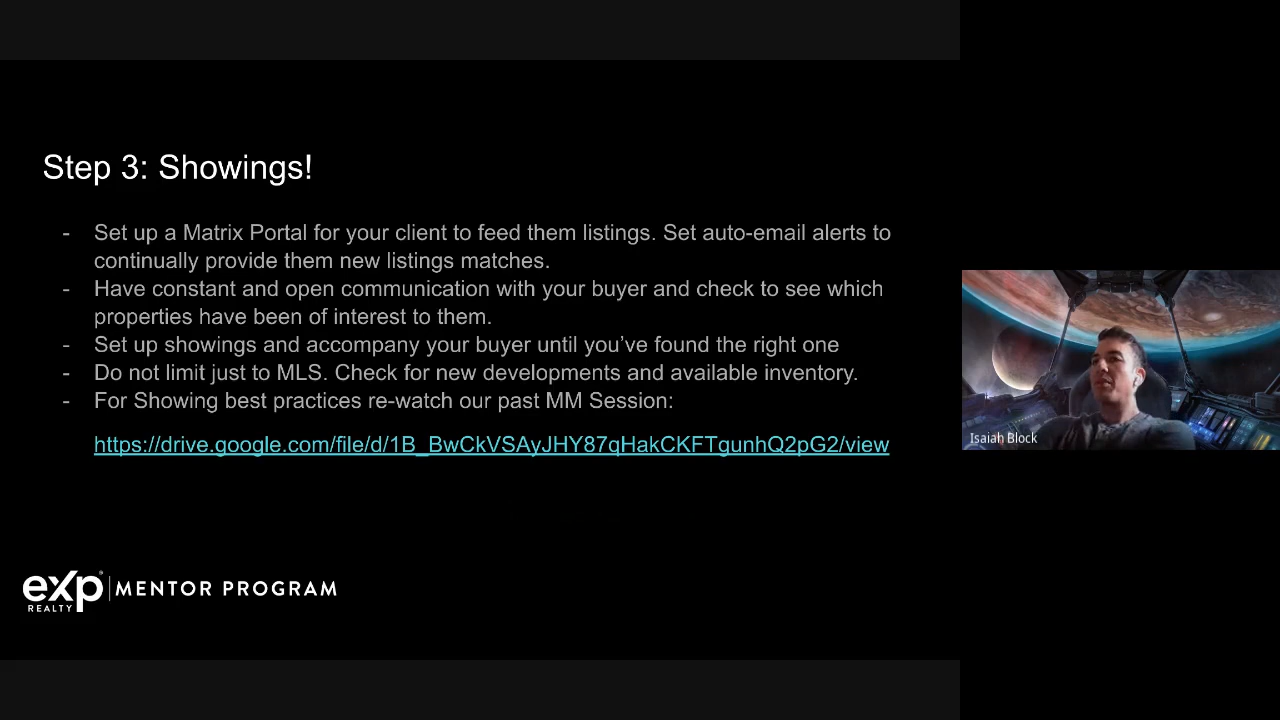 Step 3: Showings!
- Set up a Matrix Portal for your client to feed them listings. Set auto-email alerts to
continually provide them new listings matches.
- Have constant and open communication with your buyer and check to see which
properties have been of interest to them.
- Set up showings and accompany your buyer until you’ve found the right one
- Do not limit just to MLS. Check for new developments and available inventory.
- For Showing best practices re-watch our past MM Session:
https://drive.google.com/file/d/1B_BwCkVSAyJHY87qHakCKFTgunhQ2pG2/view
Isaiah Block
eXp REALTY | MENTOR PROGRAM